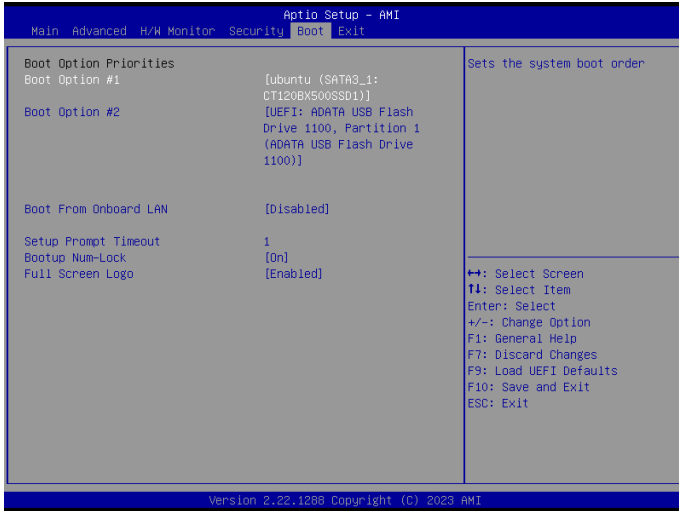 Aptio Setup - AMI
Main Advanced H/W Monitor Security Boot Exit
Boot Option Priorities
Boot Option #1 [ubuntu (SATA3_1:
CT120BX500SSD1)]
Boot Option #2 [UEFI: ADATA USB Flash
Drive 1100, Partition 1
(ADATA USB Flash Drive
1100)]
Boot From Onboard LAN [Disabled]
Setup Prompt Timeout 1
Bootup Num-Lock [On]
Full Screen Logo [Enabled]
Sets the system boot order
↔: Select Screen
↑↓: Select Item
Enter: Select
+/-: Change Option
F1: General Help
F7: Discard Changes
F9: Load UEFI Defaults
F10: Save and Exit
ESC: Exit
Version 2.22.1288 Copyright (C) 2023 AMI